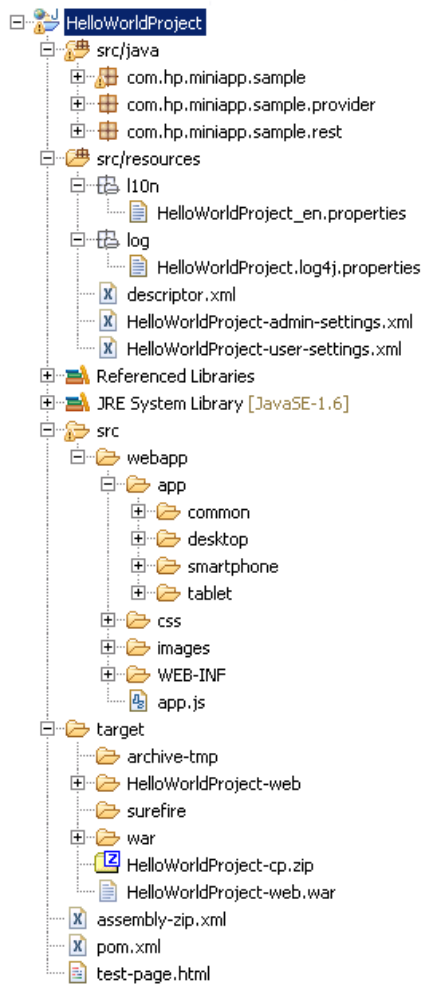 HelloWorldProject
src/java
com.hp.miniapp.sample
com.hp.miniapp.sample.provider
com.hp.miniapp.sample.rest
src/resources
l10n
HelloWorldProject_en.properties
log
HelloWorldProject.log4j.properties
descriptor.xml
HelloWorldProject-admin-settings.xml
HelloWorldProject-user-settings.xml
Referenced Libraries
JRE System Library [JavaSE-1.6]
src
webapp
app
common
desktop
smartphone
tablet
css
images
WEB-INF
app.js
target
archive-tmp
HelloWorldProject-web
surefire
war
HelloWorldProject-cp.zip
HelloWorldProject-web.war
assembly-zip.xml
pom.xml
test-page.html